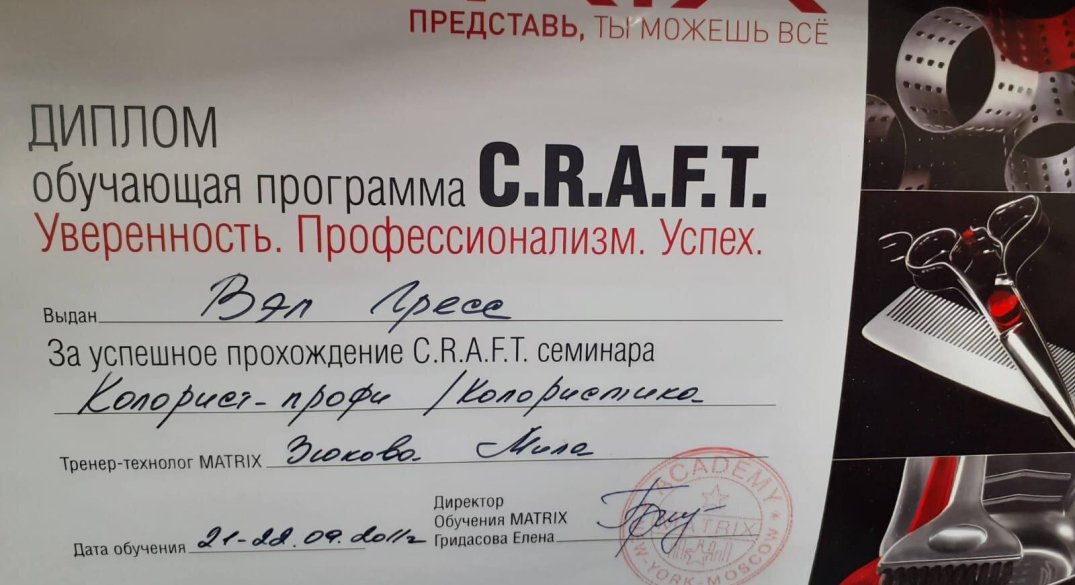 ПРЕДСТАВЬ, ТЫ МОЖЕШЬ ВСЁ
ДИПЛОМ
обучающая программа C.R.A.F.T.
Уверенность. Профессионализм. Успех.
Выдан Вэл Гресс
За успешное прохождение C.R.A.F.T. семинара
Колорист-профи /Колористика
Тренер-технолог MATRIX Зюкова Мила
Директор
Обучения MATRIX
Гридасова Елена
Дата обучения 21-22.09.2011г
ACADEMY
MATRIX
W-YORK-MOSCOW